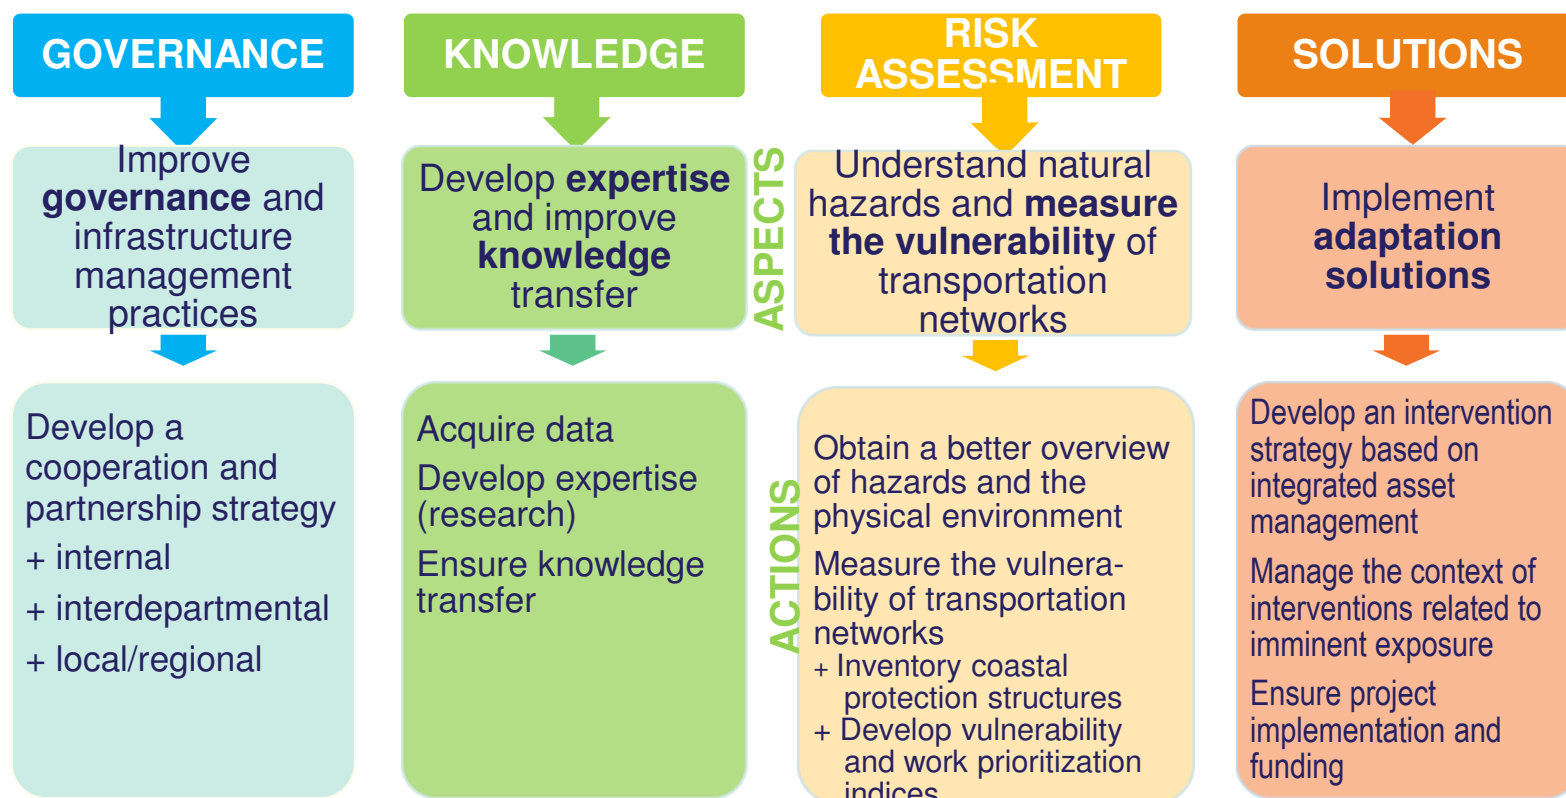 GOVERNANCE
Improve
governance and
infrastructure
management
practices
Develop a
cooperation and
partnership strategy
+ internal
+ interdepartmental
+ local/regional
KNOWLEDGE
Develop expertise
and improve
knowledge
transfer
Acquire data
Develop expertise
(research)
Ensure knowledge
transfer
ASPECTS
ACTIONS
RISK
ASSESSMENT
Understand natural
hazards and measure
the vulnerability of
transportation
networks
Obtain a better overview
of hazards and the
physical environment
Measure the vulnera-
bility of transportation
networks
+ Inventory coastal
protection structures
+ Develop vulnerability
and work prioritization
indices
SOLUTIONS
Implement
adaptation
solutions
Develop an intervention
strategy based on
integrated asset
management
Manage the context of
interventions related to
imminent exposure
Ensure project
implementation and
funding